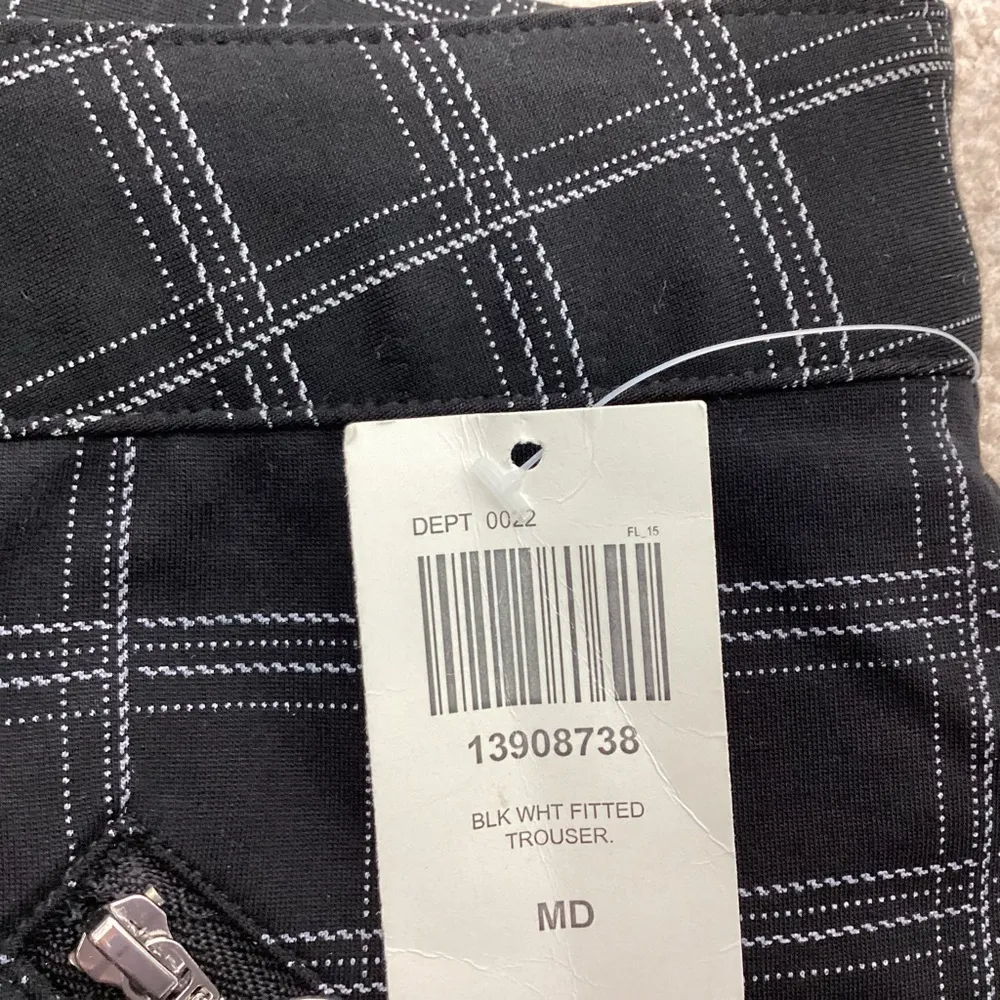 DEPT 0022
FL_15
13908738
BLK WHT FITTED
TROUSER.
MD